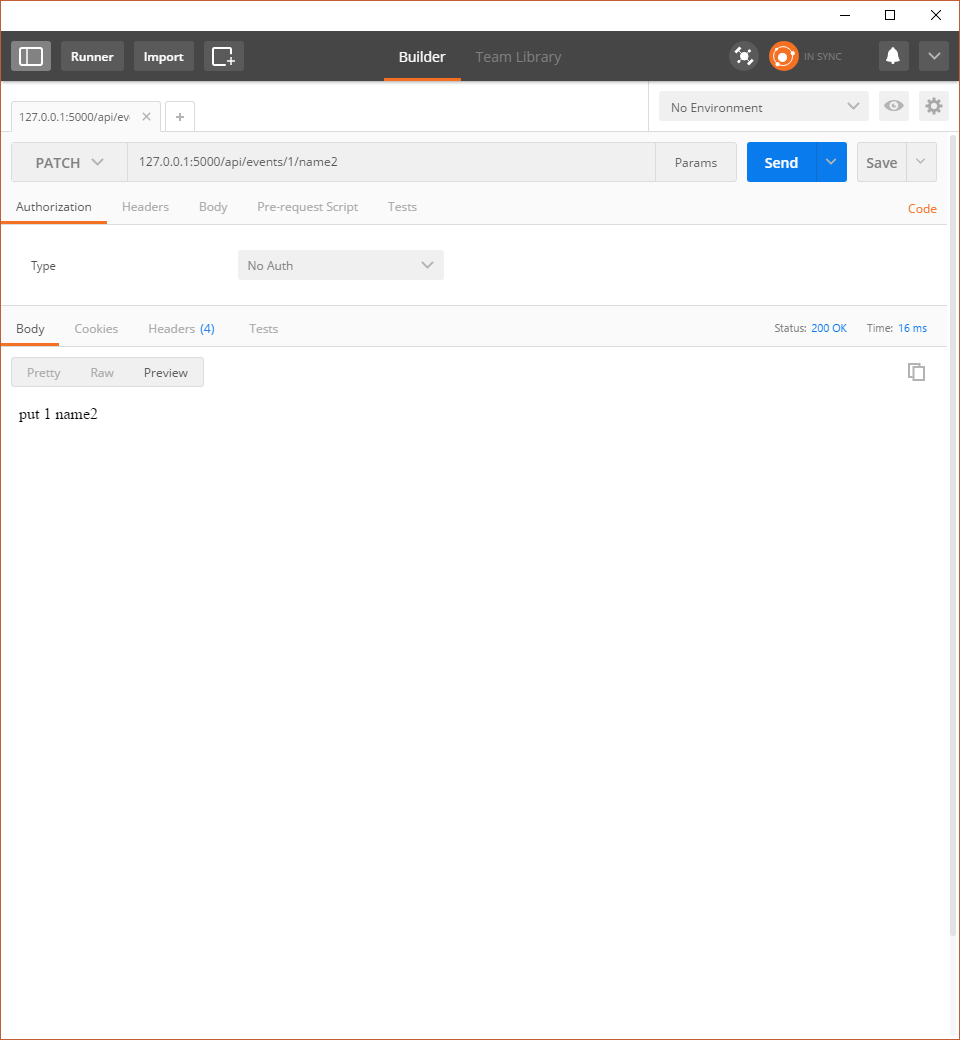 Runner Import Builder Team Library IN SYNC
127.0.0.1:5000/api/ev × + No Environment
PATCH 127.0.0.1:5000/api/events/1/name2 Params Send Save
Authorization Headers Body Pre-request Script Tests Code
Type No Auth
Body Cookies Headers (4) Tests Status: 200 OK Time: 16 ms
Pretty Raw Preview
put 1 name2